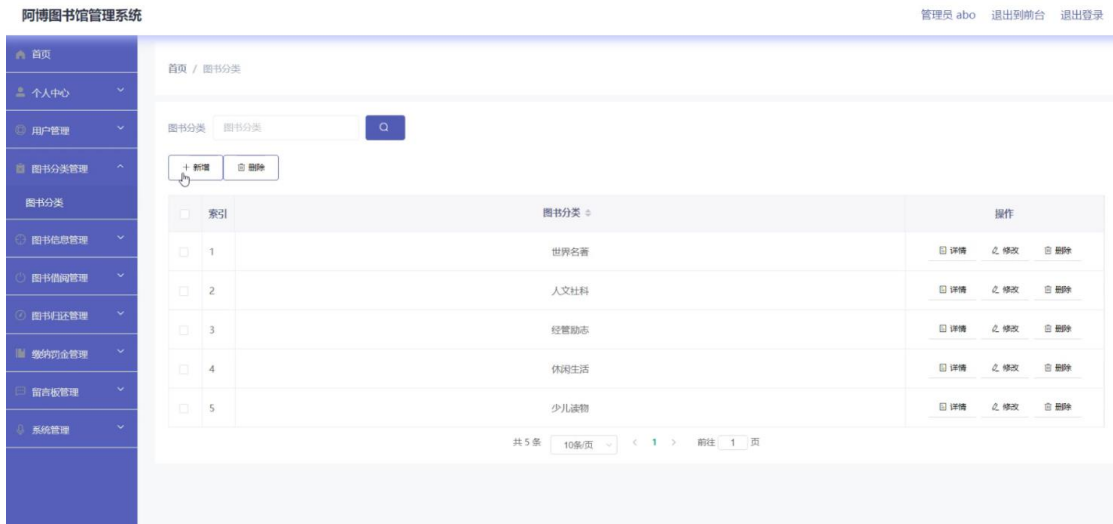 阿博图书馆管理系统
管理员 abo 退出到前台 退出登录
首页
个人中心
用户管理
图书分类管理
图书分类
图书信息管理
图书借阅管理
图书归还管理
缴纳罚金管理
留言板管理
系统管理
首页 / 图书分类
图书分类 图书分类
新增 删除
索引 图书分类 操作
1 世界名著 详情 修改 删除
2 人文社科 详情 修改 删除
3 经管励志 详情 修改 删除
4 休闲生活 详情 修改 删除
5 少儿读物 详情 修改 删除
共 5 条 10条/页 < 1 > 前往 1 页